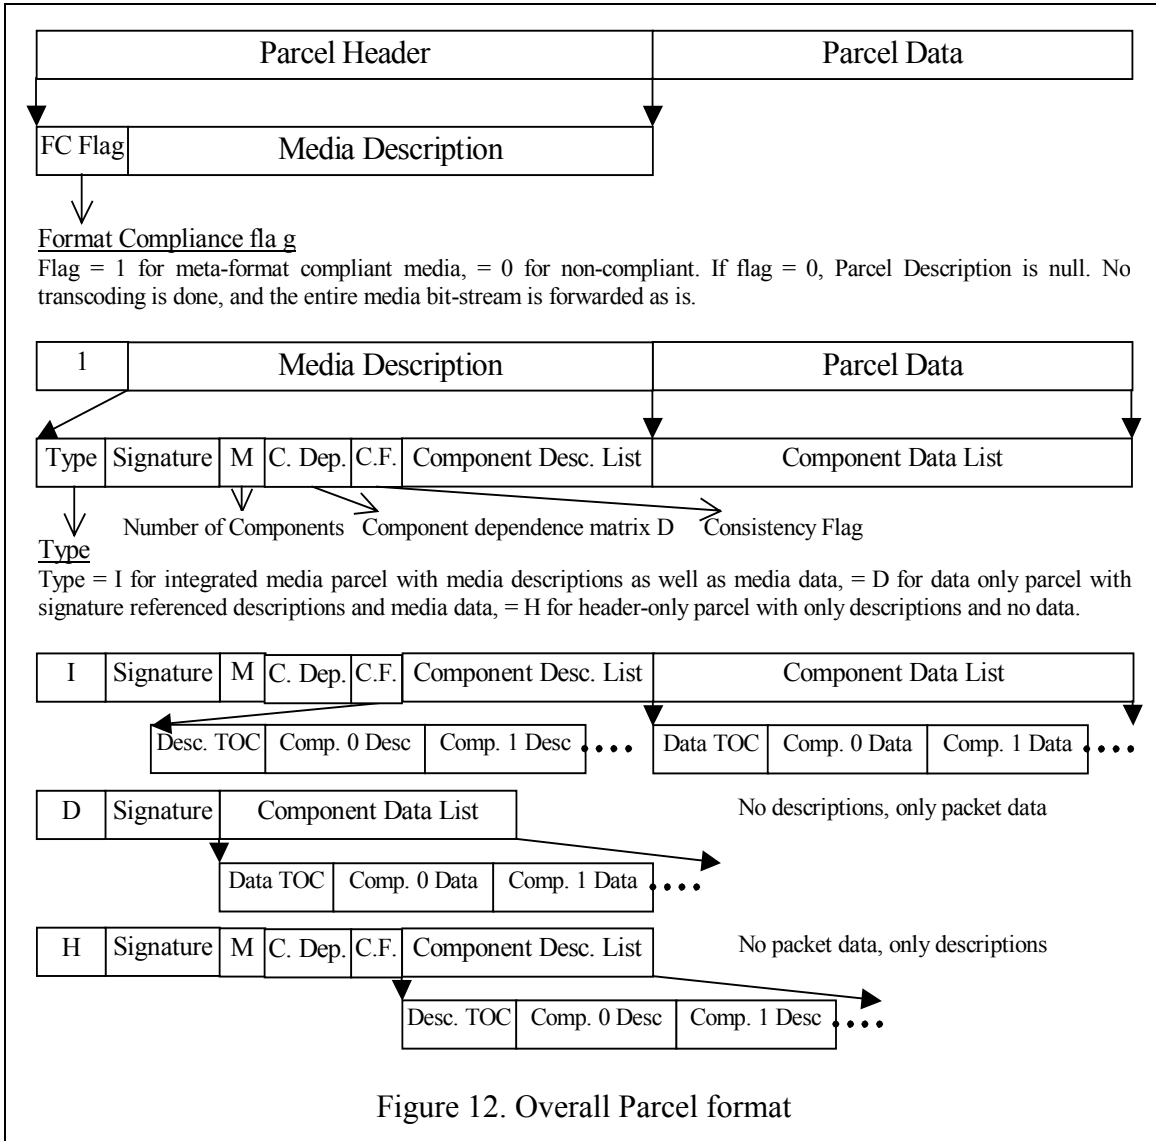 Parcel Header Parcel Data
FC Flag Media Description
Format Compliance fla g
Flag = 1 for meta-format compliant media, = 0 for non-compliant. If flag = 0, Parcel Description is null. No
transcoding is done, and the entire media bit-stream is forwarded as is.
1 Media Description Parcel Data
Type Signature M C. Dep. C.F. Component Desc. List Component Data List
Number of Components Component dependence matrix D Consistency Flag
Type
Type = I for integrated media parcel with media descriptions as well as media data, = D for data only parcel with
signature referenced descriptions and media data, = H for header-only parcel with only descriptions and no data.
I Signature M C. Dep. C.F. Component Desc. List Component Data List
Desc. TOC Comp. 0 Desc Comp. 1 Desc Data TOC Comp. 0 Data Comp. 1 Data
D Signature Component Data List No descriptions, only packet data
Data TOC Comp. 0 Data Comp. 1 Data
H Signature M C. Dep. C.F. Component Desc. List No packet data, only descriptions
Desc. TOC Comp. 0 Desc Comp. 1 Desc
Figure 12. Overall Parcel format